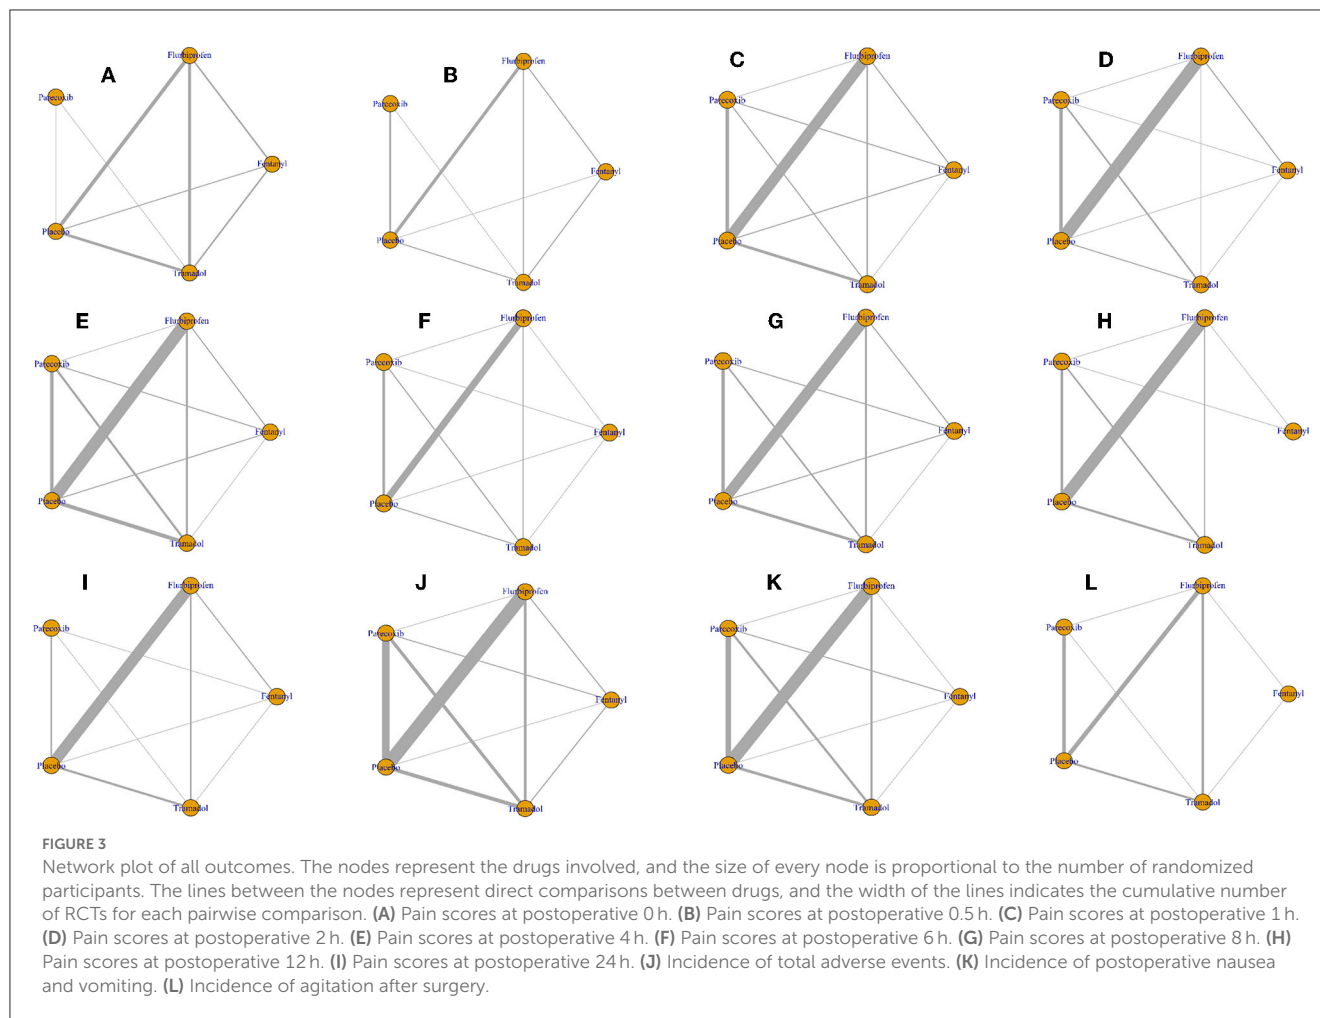 A
Flurbiprofen
Parecoxib
Fentanyl
Placebo
Tramadol
B
Flurbiprofen
Parecoxib
Fentanyl
Placebo
Tramadol
C
Flurbiprofen
Parecoxib
Fentanyl
Placebo
Tramadol
D
Flurbiprofen
Parecoxib
Fentanyl
Placebo
Tramadol
E
Flurbiprofen
Parecoxib
Fentanyl
Placebo
Tramadol
F
Flurbiprofen
Parecoxib
Fentanyl
Placebo
Tramadol
G
Flurbiprofen
Parecoxib
Fentanyl
Placebo
Tramadol
H
Flurbiprofen
Parecoxib
Fentanyl
Placebo
Tramadol
I
Flurbiprofen
Parecoxib
Fentanyl
Placebo
Tramadol
J
Flurbiprofen
Parecoxib
Fentanyl
Placebo
Tramadol
K
Flurbiprofen
Parecoxib
Fentanyl
Placebo
Tramadol
L
Flurbiprofen
Parecoxib
Fentanyl
Placebo
Tramadol
FIGURE 3
Network plot of all outcomes. The nodes represent the drugs involved, and the size of every node is proportional to the number of randomized
participants. The lines between the nodes represent direct comparisons between drugs, and the width of the lines indicates the cumulative number
of RCTs for each pairwise comparison. (A) Pain scores at postoperative 0 h. (B) Pain scores at postoperative 0.5 h. (C) Pain scores at postoperative 1 h.
(D) Pain scores at postoperative 2 h. (E) Pain scores at postoperative 4 h. (F) Pain scores at postoperative 6 h. (G) Pain scores at postoperative 8 h. (H)
Pain scores at postoperative 12 h. (I) Pain scores at postoperative 24 h. (J) Incidence of total adverse events. (K) Incidence of postoperative nausea
and vomiting. (L) Incidence of agitation after surgery.